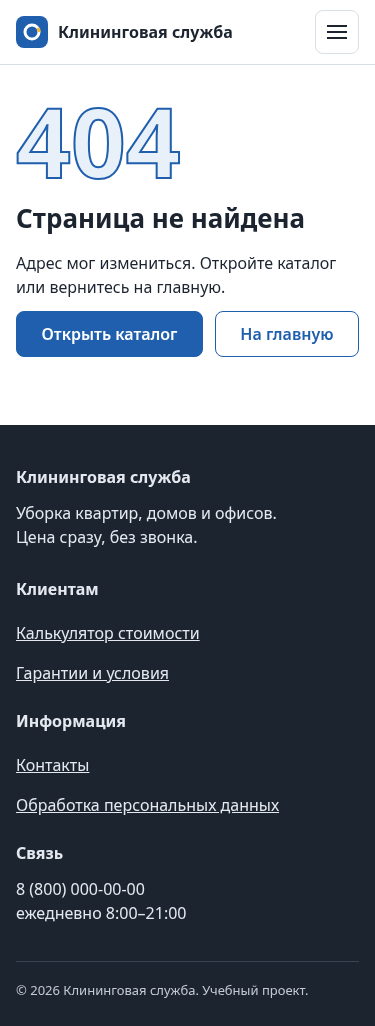 Клининговая служба
404
Страница не найдена
Адрес мог измениться. Откройте каталог
или вернитесь на главную.
Открыть каталог
На главную
Клининговая служба
Уборка квартир, домов и офисов.
Цена сразу, без звонка.
Клиентам
Калькулятор стоимости
Гарантии и условия
Информация
Контакты
Обработка персональных данных
Связь
8 (800) 000-00-00
ежедневно 8:00–21:00
© 2026 Клининговая служба. Учебный проект.